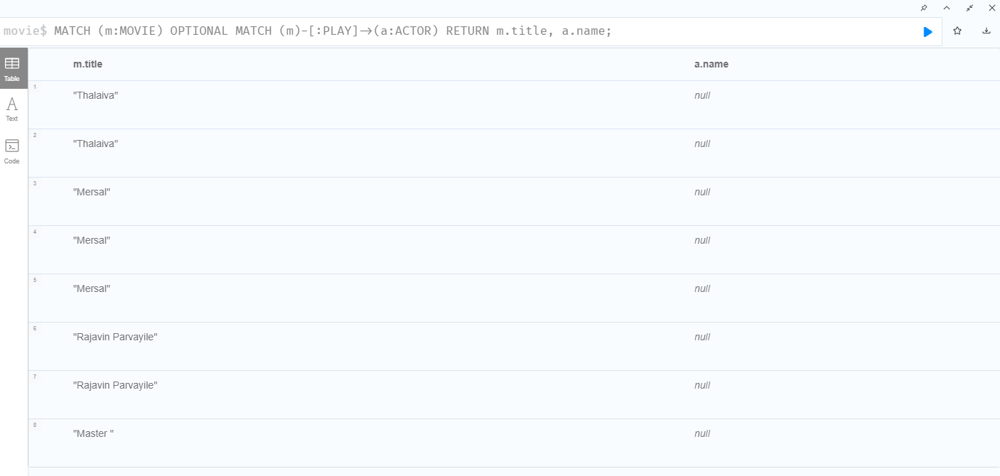 movie$ MATCH (m:MOVIE) OPTIONAL MATCH (m)-[:PLAY]->(a:ACTOR) RETURN m.title, a.name;
Table
Text
Code
m.title a.name
1 "Thalaiva" null
2 "Thalaiva" null
3 "Mersal" null
4 "Mersal" null
5 "Mersal" null
6 "Rajavin Parvayile" null
7 "Rajavin Parvayile" null
8 "Master " null